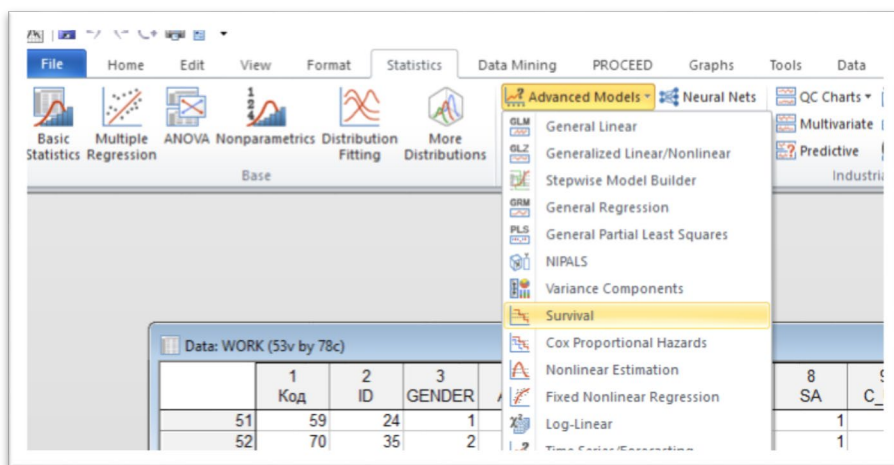 File Home Edit View Format Statistics Data Mining PROCEED Graphs Tools Data
Basic Statistics
Multiple Regression
ANOVA
Nonparametrics
Distribution Fitting
More Distributions
Base
Advanced Models
Neural Nets
QC Charts
Multivariate
Predictive
GLM General Linear
GLZ Generalized Linear/Nonlinear
Stepwise Model Builder
GRM General Regression
PLS General Partial Least Squares
NIPALS
Variance Components
Survival
Cox Proportional Hazards
Nonlinear Estimation
Fixed Nonlinear Regression
Log-Linear
Time Series/Forecasting
Data: WORK (53v by 78c)
1 2 3 8
Код ID GENDER SA
51 59 24 1 1
52 70 35 2 1